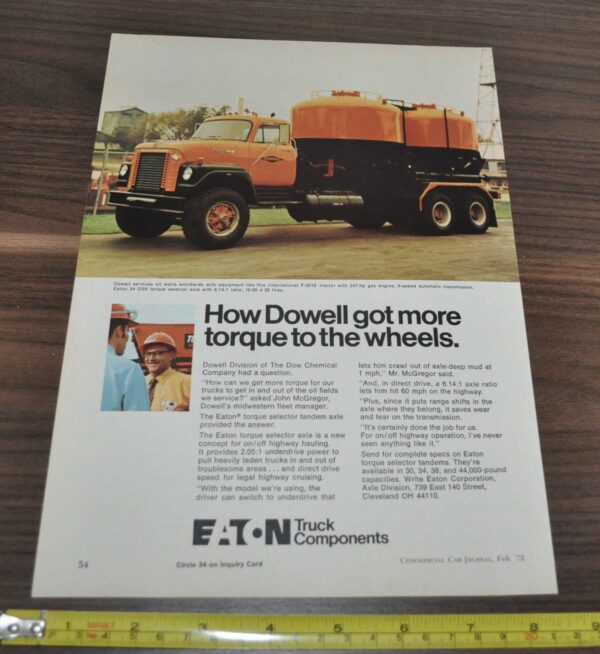 Dowell services oil wells worldwide with equipment like this International F-2010 tractor with 247-hp gas engine, 5-speed automatic transmission,
Eaton 34 DSK torque selector axle with 6.14:1 ratio, 10.00 x 20 tires.
How Dowell got more
torque to the wheels.
Dowell Division of The Dow Chemical
Company had a question.
"How can we get more torque for our
trucks to get in and out of the oil fields
we service?" asked John McGregor,
Dowell's midwestern fleet manager.
The Eaton® torque selector tandem axle
provided the answer.
The Eaton torque selector axle is a new
concept for on/off highway hauling.
It provides 2.05:1 underdrive power to
pull heavily laden trucks in and out of
troublesome areas . . . and direct drive
speed for legal highway cruising.
"With the model we're using, the
driver can switch to underdrive that
lets him crawl out of axle-deep mud at
1 mph," Mr. McGregor said.
"And, in direct drive, a 6.14:1 axle ratio
lets him hit 60 mph on the highway.
"Plus, since it puts range shifts in the
axle where they belong, it saves wear
and tear on the transmission.
"It's certainly done the job for us.
For on/off highway operation, I've never
seen anything like it."
Send for complete specs on Eaton
torque selector tandems. They're
available in 30, 34, 38, and 44,000-pound
capacities. Write Eaton Corporation,
Axle Division, 739 East 140 Street,
Cleveland OH 44110.
EATON Truck
Components
54
Circle 34 on Inquiry Card
COMMERCIAL CAR JOURNAL, Feb. '73
1 2 3 4 5 6 7 8 9